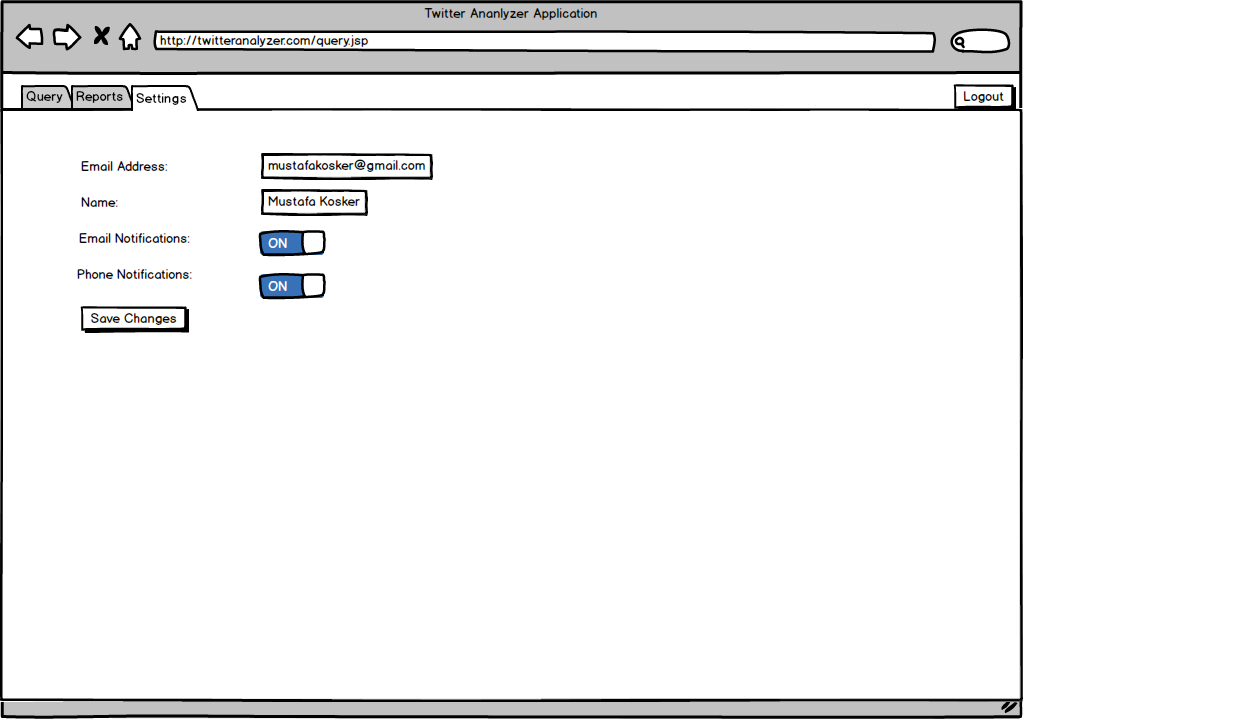 Twitter Ananlyzer Application
http://twitteranalyzer.com/query.jsp
Query Reports Settings Logout
Email Address: mustafakosker@gmail.com
Name: Mustafa Kosker
Email Notifications: ON
Phone Notifications: ON
Save Changes